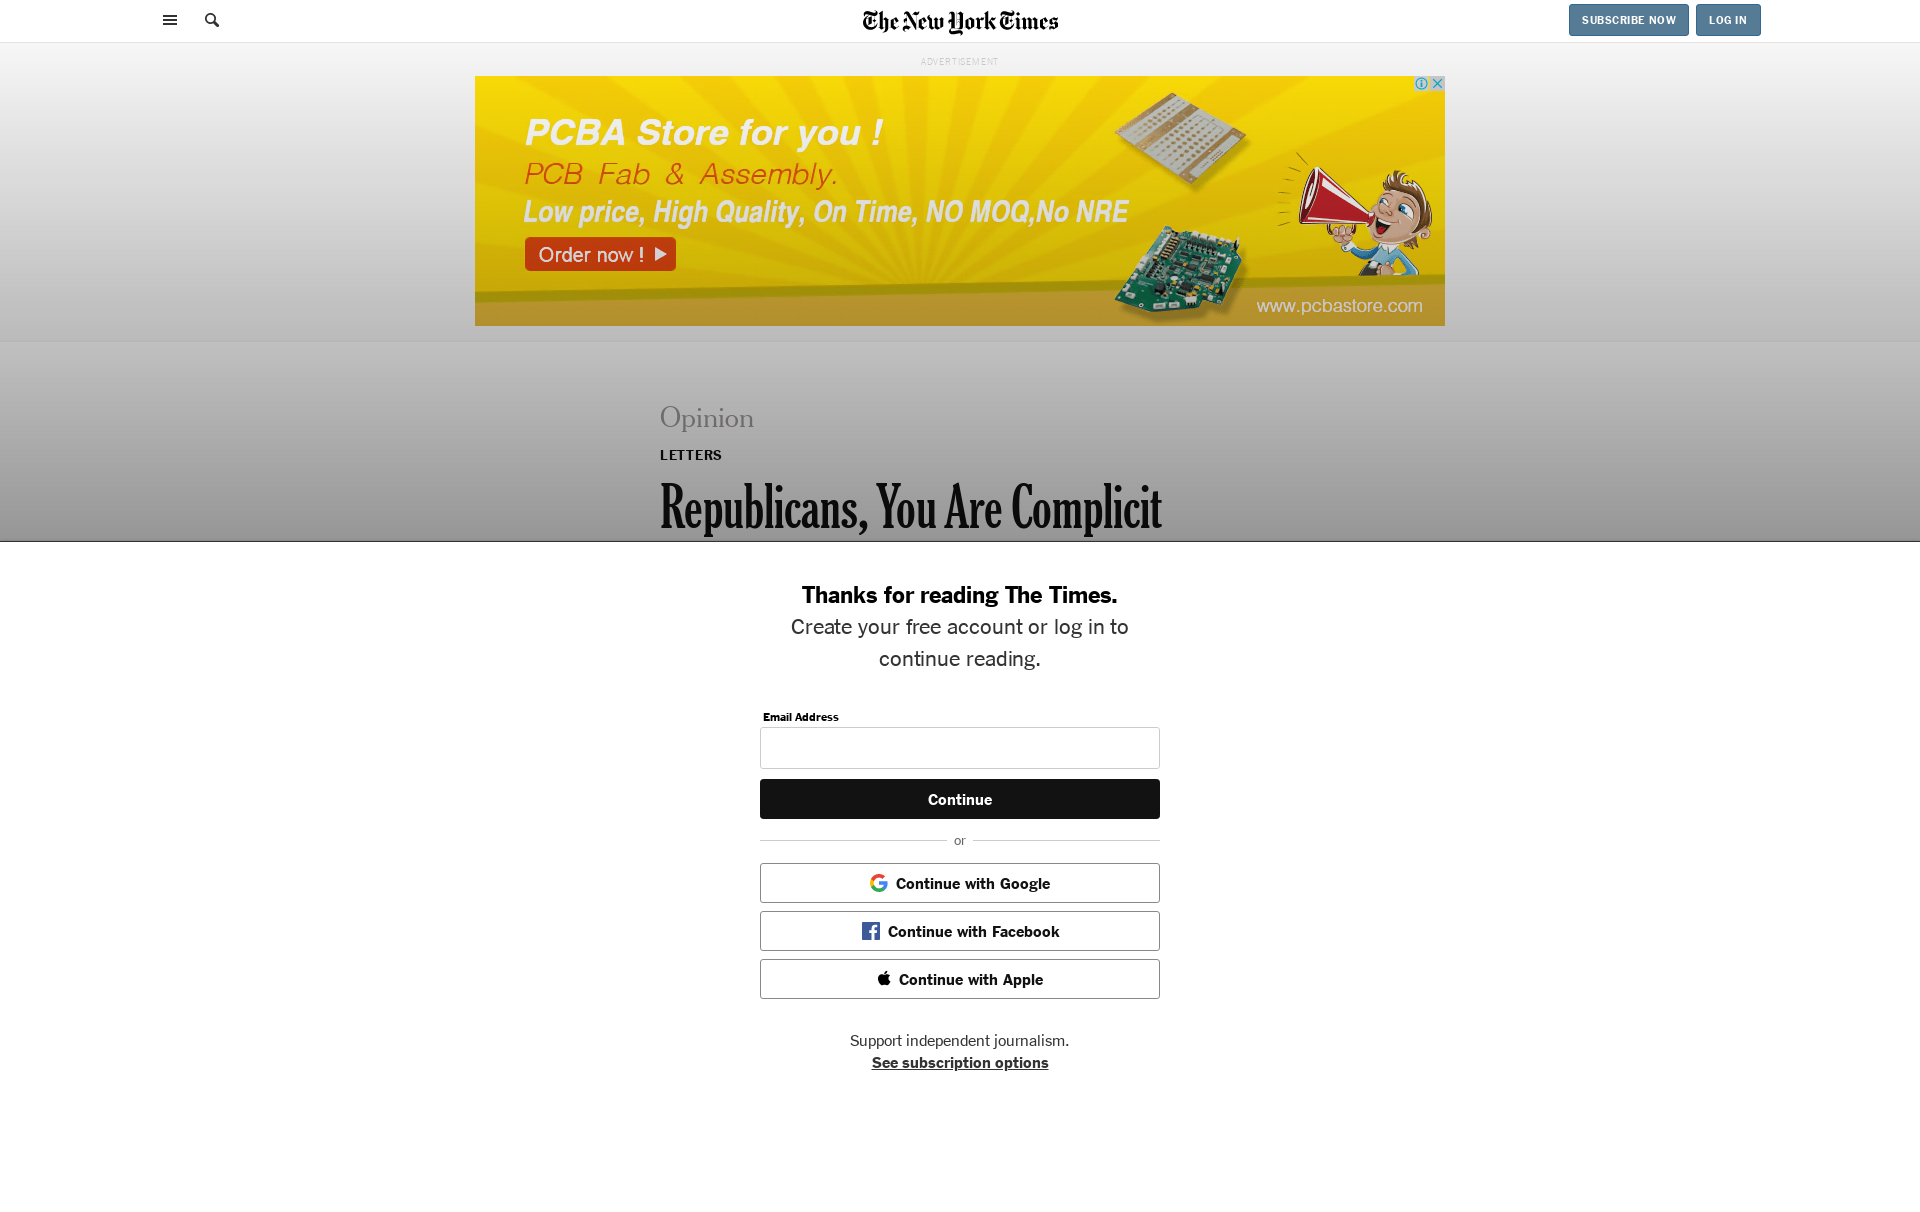 The New York Times
SUBSCRIBE NOW
LOG IN
ADVERTISEMENT
PCBA Store for you !
PCB Fab & Assembly.
Low price, High Quality, On Time, NO MOQ,No NRE
Order now !
www.pcbastore.com
Opinion
LETTERS
Republicans, You Are Complicit
Thanks for reading The Times.
Create your free account or log in to
continue reading.
Email Address
Continue
or
Continue with Google
Continue with Facebook
Continue with Apple
Support independent journalism.
See subscription options